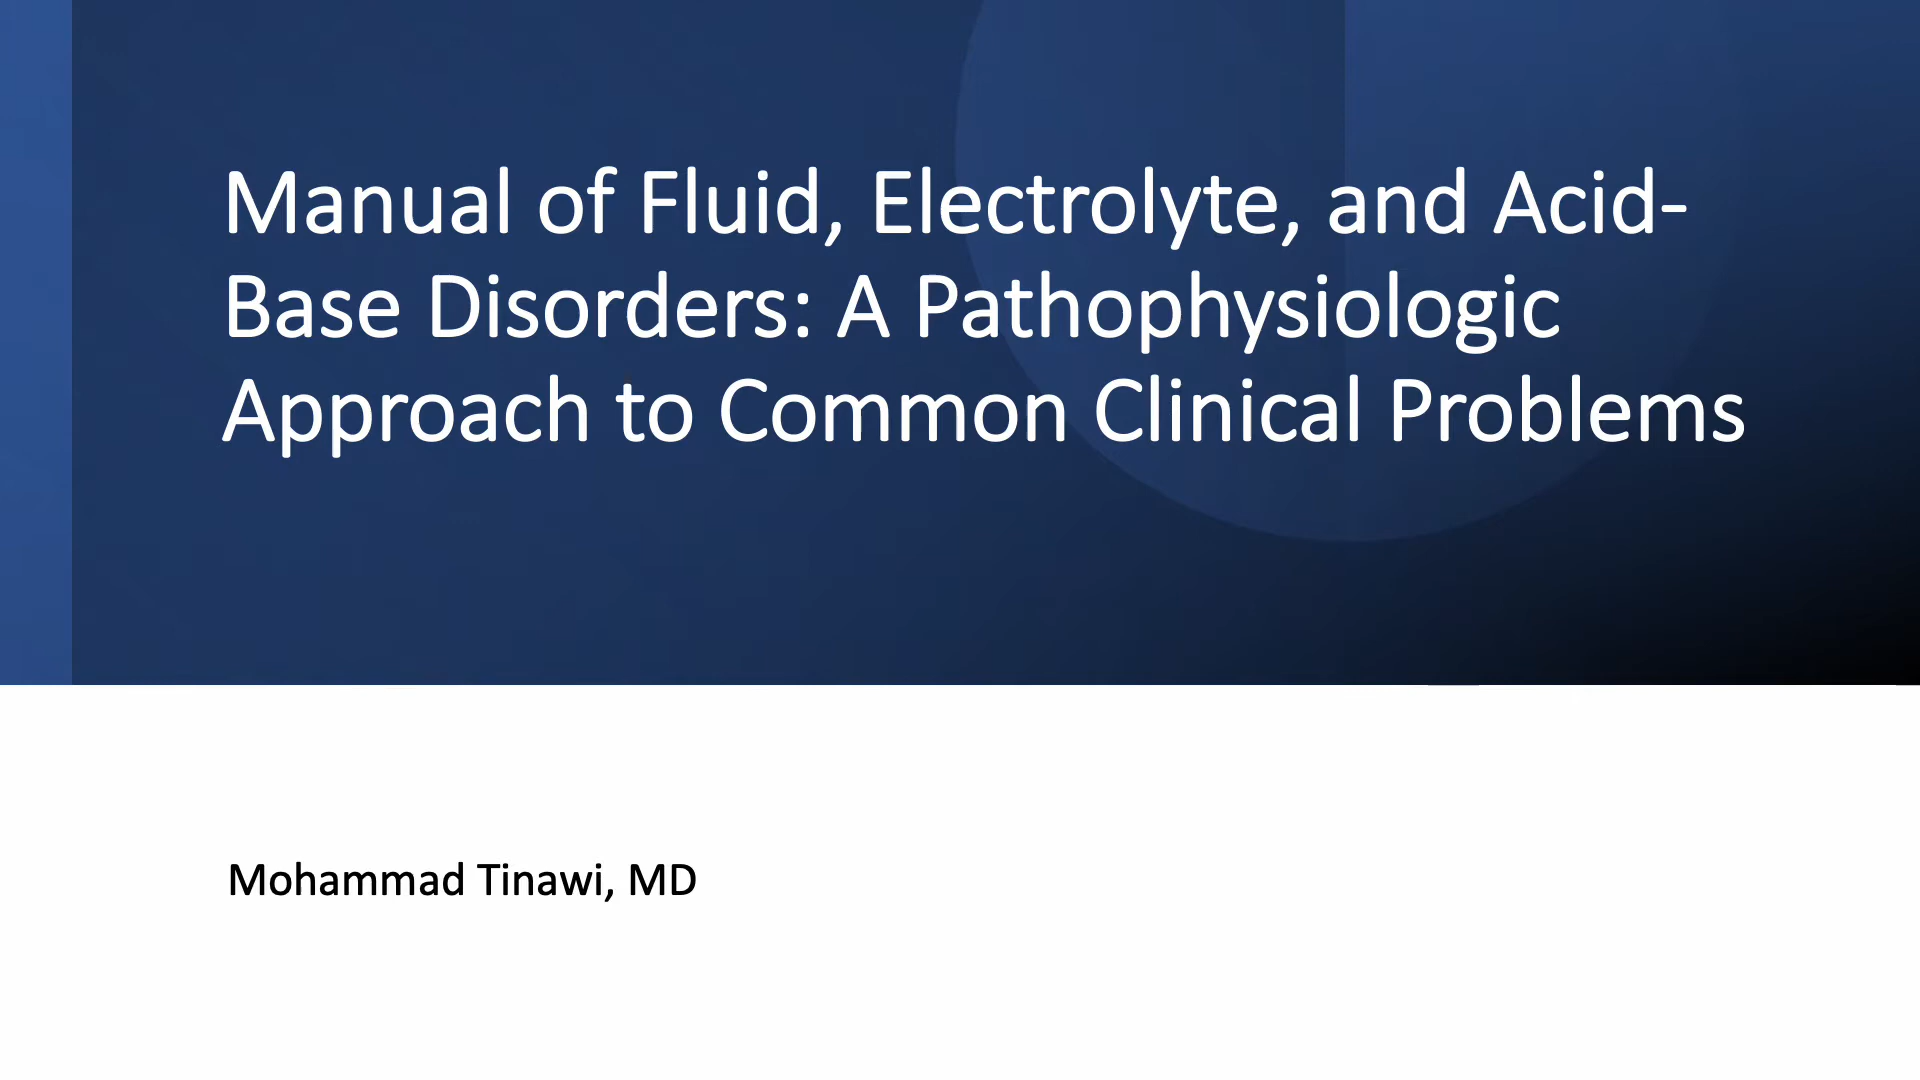 Manual of Fluid, Electrolyte, and Acid-
Base Disorders: A Pathophysiologic
Approach to Common Clinical Problems
Mohammad Tinawi, MD